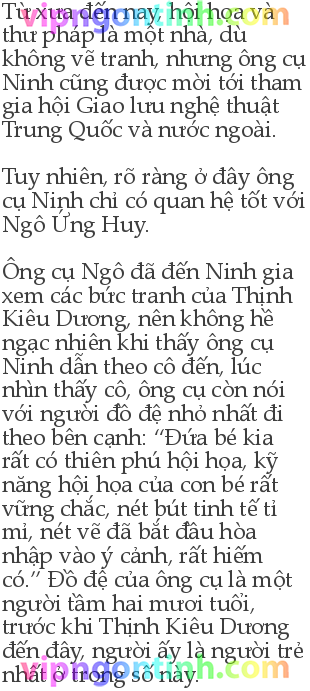 Từ xưa đến nay, hội họa và
thư pháp là một nhà, dù
không vẽ tranh, nhưng ông cụ
Ninh cũng được mời tới tham
gia hội Giao lưu nghệ thuật
Trung Quốc và nước ngoài.
Tuy nhiên, rõ ràng ở đây ông
cụ Ninh chỉ có quan hệ tốt với
Ngô Ứng Huy.
Ông cụ Ngô đã đến Ninh gia
xem các bức tranh của Thịnh
Kiêu Dương, nên không hề
ngạc nhiên khi thấy ông cụ
Ninh dẫn theo cô đến, lúc
nhìn thấy cô, ông cụ còn nói
với người đồ đệ nhỏ nhất đi
theo bên cạnh: “Đứa bé kia
rất có thiên phú hội họa, kỹ
năng hội họa của con bé rất
vững chắc, nét bút tinh tế tỉ
mỉ, nét vẽ đã bắt đầu hòa
nhập vào ý cảnh, rất hiếm
có.” Đồ đệ của ông cụ là một
người tầm hai mươi tuổi,
trước khi Thịnh Kiêu Dương
đến đây, người ấy là người trẻ
nhất ở trong số này.
vipngontinh.com
vipngontinh.com